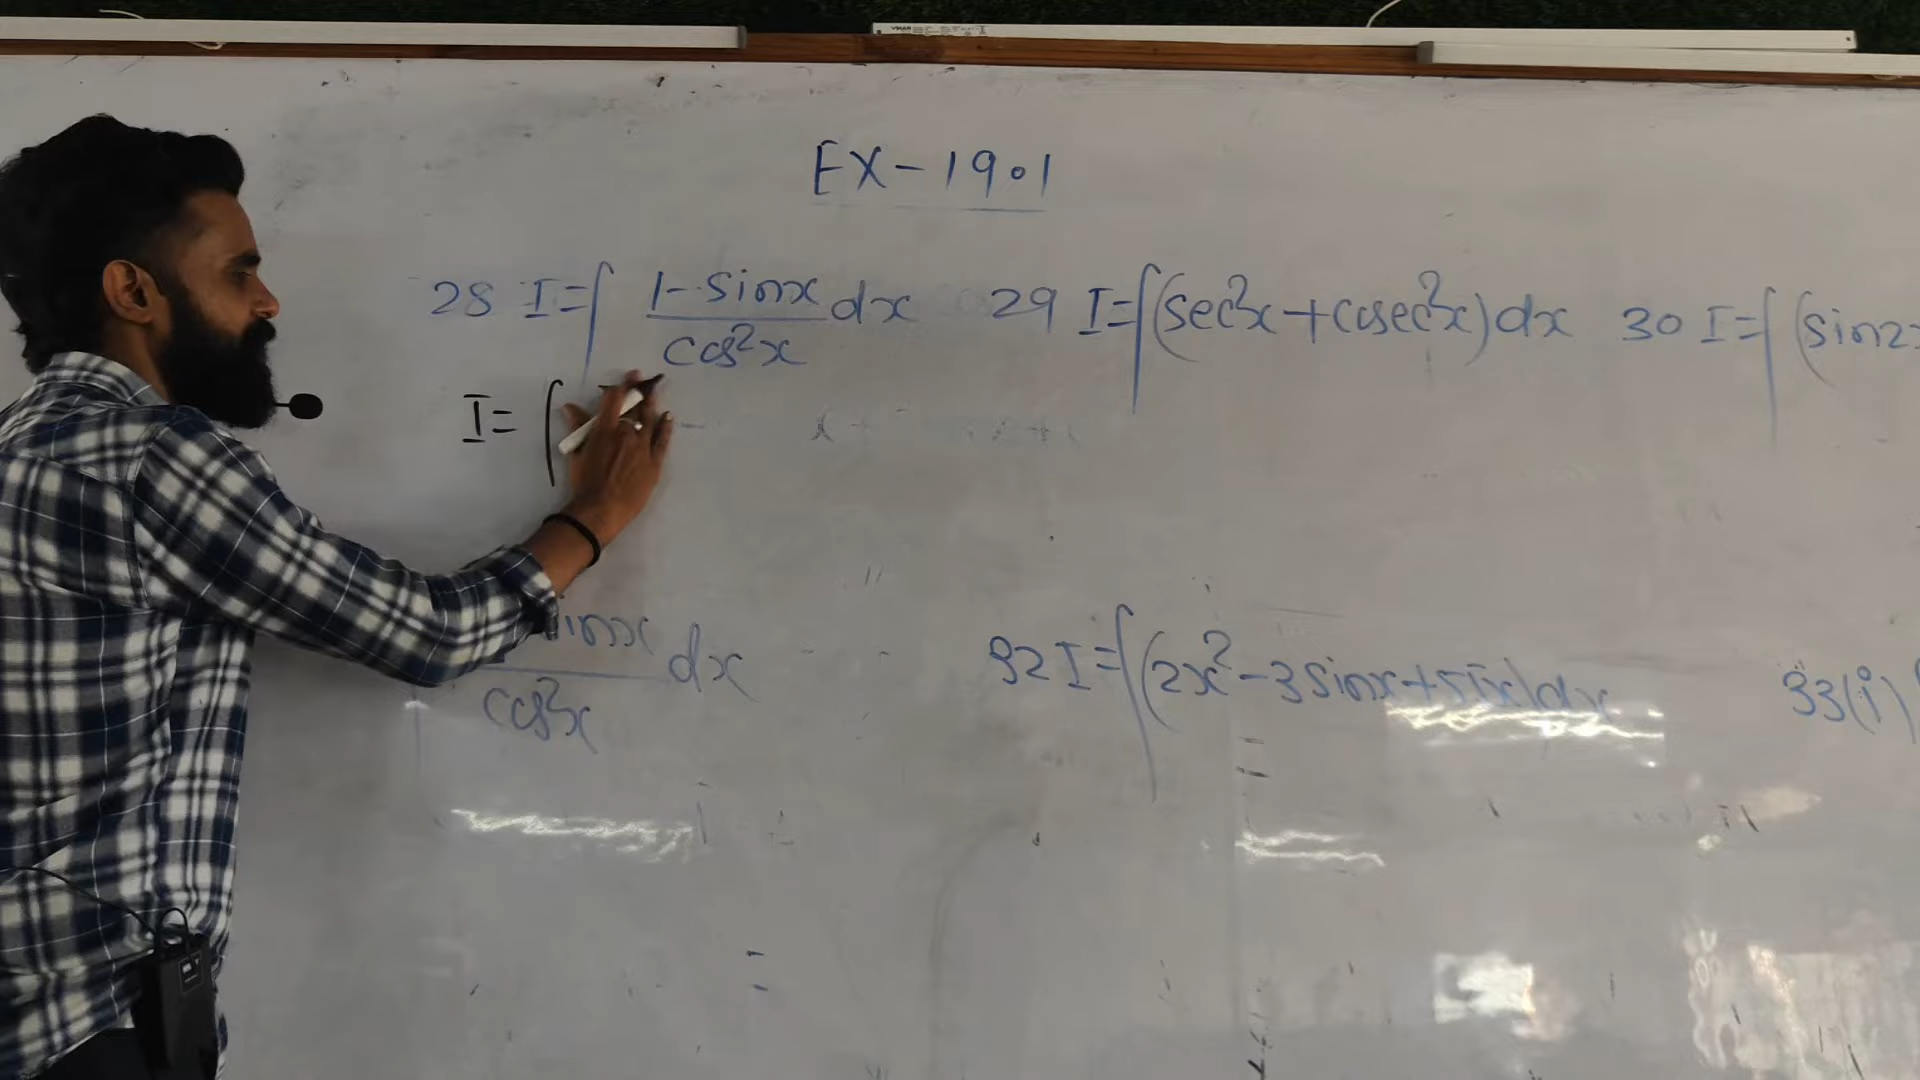 EX-19.1
28 I=∫ (1-sinx)/(cos²x) dx
29 I=∫(sec²x+cosec²x)dx
30 I=∫(sin2
I=∫
sinx/cos²x dx
32 I=∫(2x²-3sinx+5√x)dx
33(i)